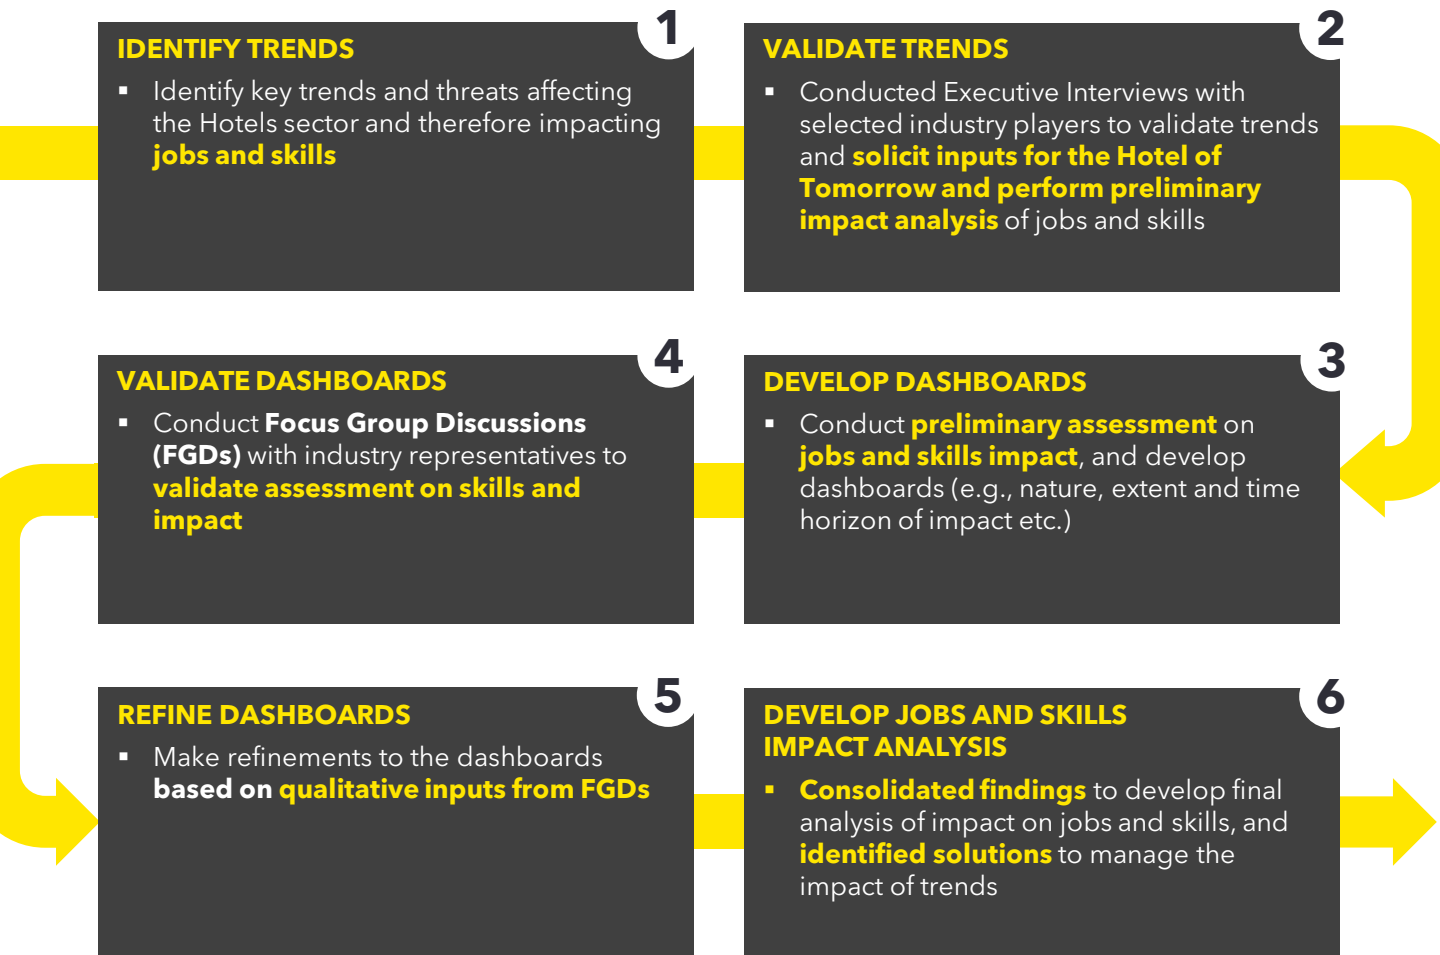 1
IDENTIFY TRENDS
▪ Identify key trends and threats affecting
the Hotels sector and therefore impacting
jobs and skills
2
VALIDATE TRENDS
▪ Conducted Executive Interviews with
selected industry players to validate trends
and solicit inputs for the Hotel of
Tomorrow and perform preliminary
impact analysis of jobs and skills
3
DEVELOP DASHBOARDS
▪ Conduct preliminary assessment on
jobs and skills impact, and develop
dashboards (e.g., nature, extent and time
horizon of impact etc.)
4
VALIDATE DASHBOARDS
▪ Conduct Focus Group Discussions
(FGDs) with industry representatives to
validate assessment on skills and
impact
5
REFINE DASHBOARDS
▪ Make refinements to the dashboards
based on qualitative inputs from FGDs
6
DEVELOP JOBS AND SKILLS
IMPACT ANALYSIS
▪ Consolidated findings to develop final
analysis of impact on jobs and skills, and
identified solutions to manage the
impact of trends